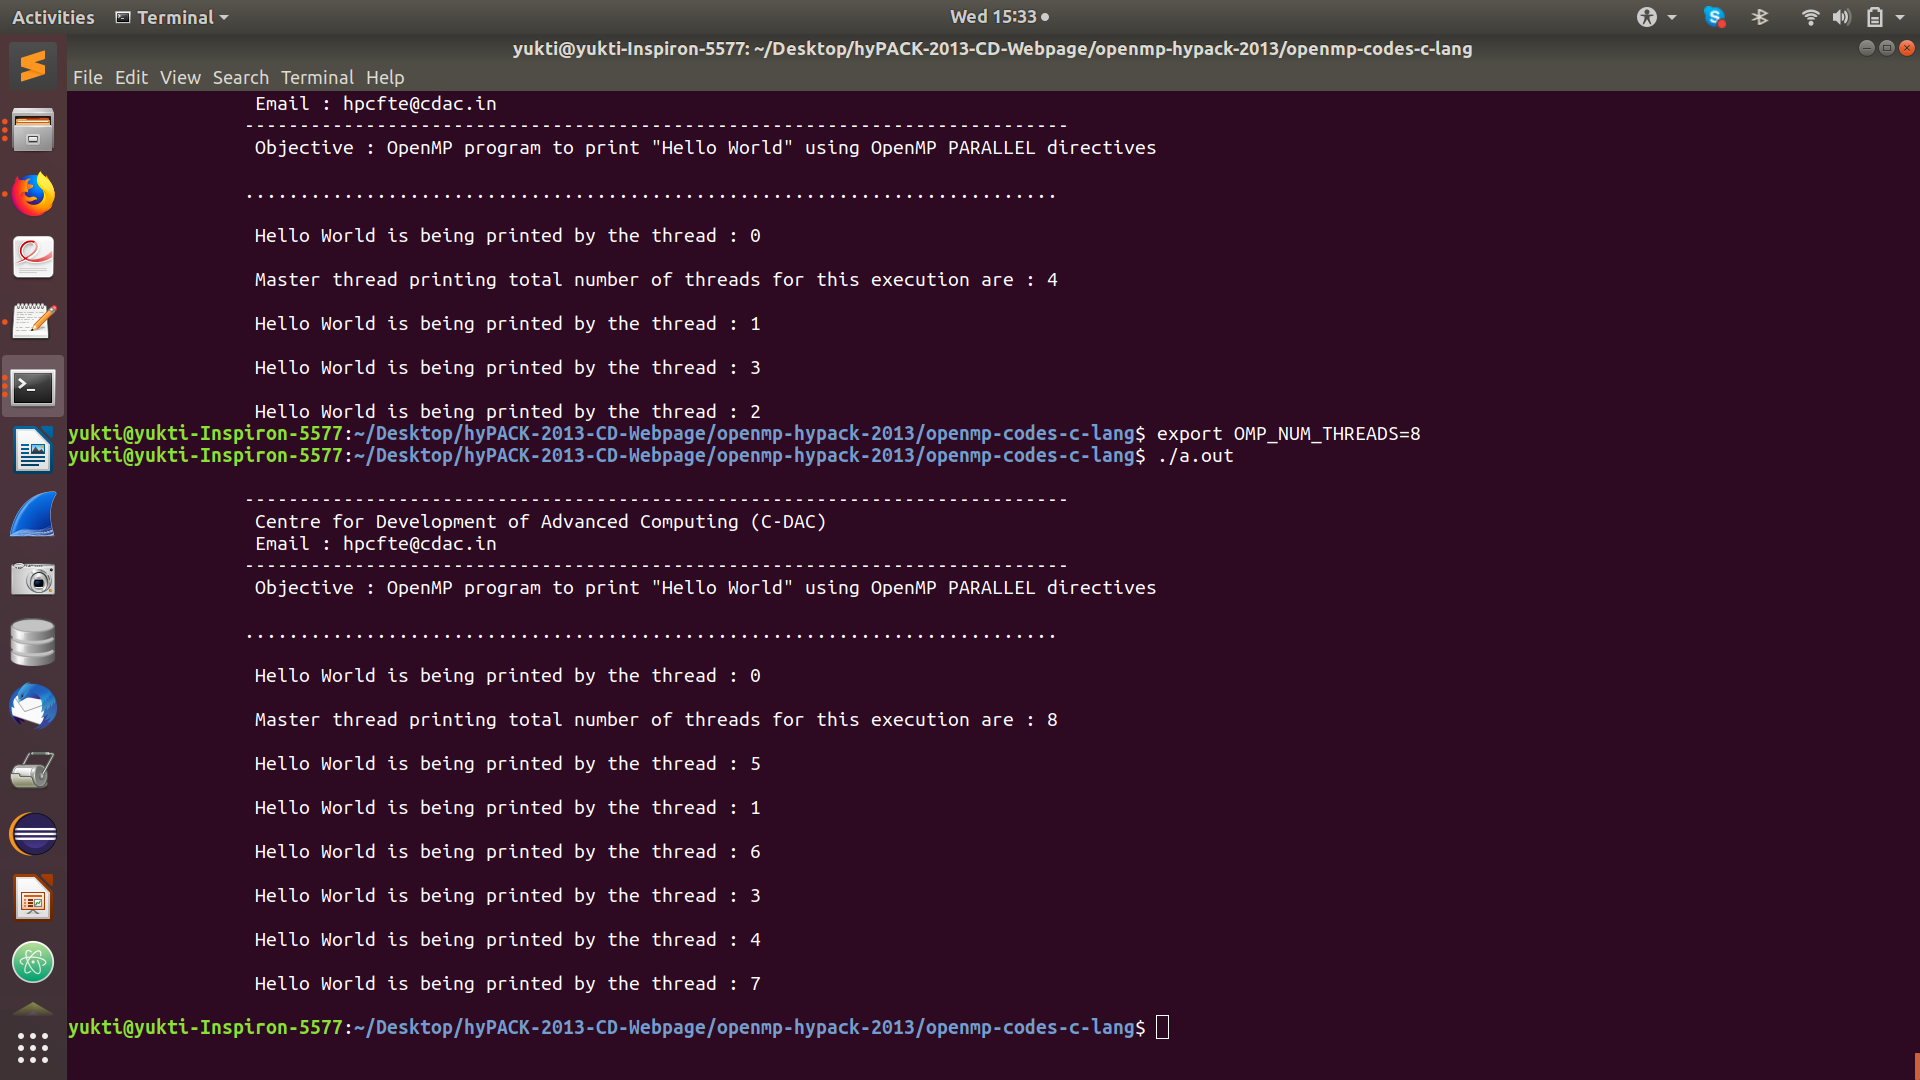 Activities Terminal Wed 15:33
yukti@yukti-Inspiron-5577: ~/Desktop/hyPACK-2013-CD-Webpage/openmp-hypack-2013/openmp-codes-c-lang
File Edit View Search Terminal Help
Email : hpcfte@cdac.in
---------------------------------------------------------------------------
Objective : OpenMP program to print "Hello World" using OpenMP PARALLEL directives
..........................................................................
Hello World is being printed by the thread : 0
Master thread printing total number of threads for this execution are : 4
Hello World is being printed by the thread : 1
Hello World is being printed by the thread : 3
Hello World is being printed by the thread : 2
yukti@yukti-Inspiron-5577:~/Desktop/hyPACK-2013-CD-Webpage/openmp-hypack-2013/openmp-codes-c-lang$ export OMP_NUM_THREADS=8
yukti@yukti-Inspiron-5577:~/Desktop/hyPACK-2013-CD-Webpage/openmp-hypack-2013/openmp-codes-c-lang$ ./a.out
---------------------------------------------------------------------------
Centre for Development of Advanced Computing (C-DAC)
Email : hpcfte@cdac.in
---------------------------------------------------------------------------
Objective : OpenMP program to print "Hello World" using OpenMP PARALLEL directives
..........................................................................
Hello World is being printed by the thread : 0
Master thread printing total number of threads for this execution are : 8
Hello World is being printed by the thread : 5
Hello World is being printed by the thread : 1
Hello World is being printed by the thread : 6
Hello World is being printed by the thread : 3
Hello World is being printed by the thread : 4
Hello World is being printed by the thread : 7
yukti@yukti-Inspiron-5577:~/Desktop/hyPACK-2013-CD-Webpage/openmp-hypack-2013/openmp-codes-c-lang$